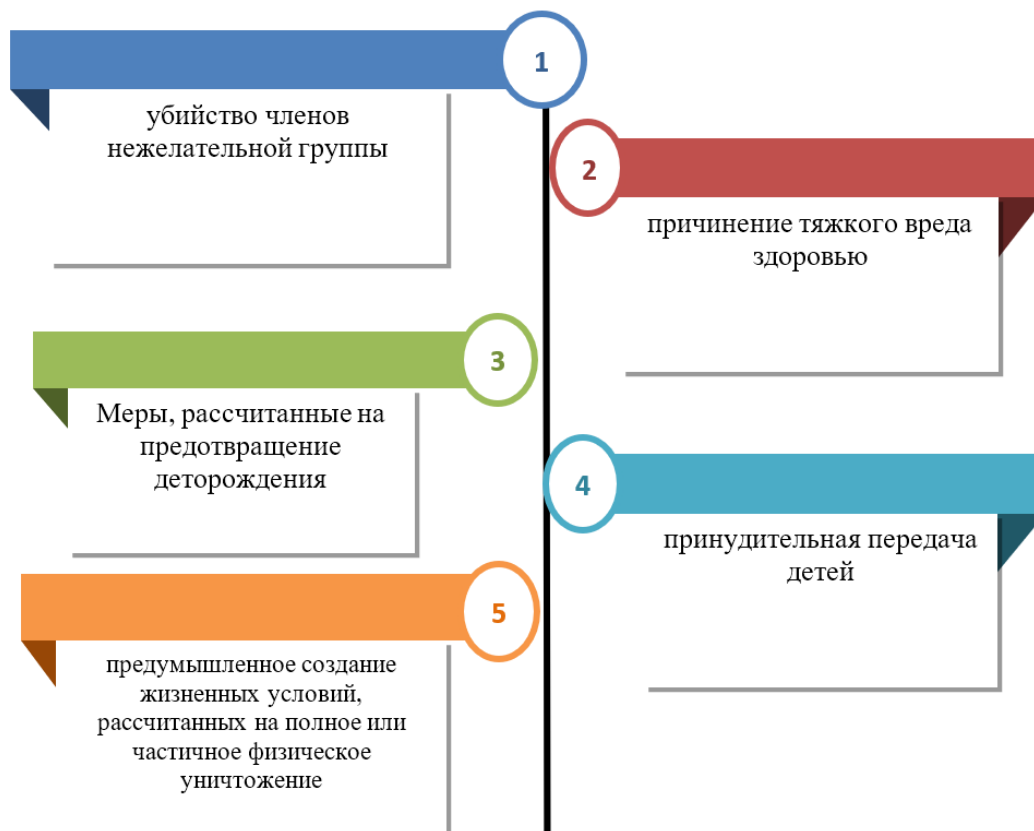 1
убийство членов
нежелательной группы
2
причинение тяжкого вреда
здоровью
3
Меры, рассчитанные на
предотвращение
деторождения
4
принудительная передача
детей
5
предумышленное создание
жизненных условий,
рассчитанных на полное или
частичное физическое
уничтожение